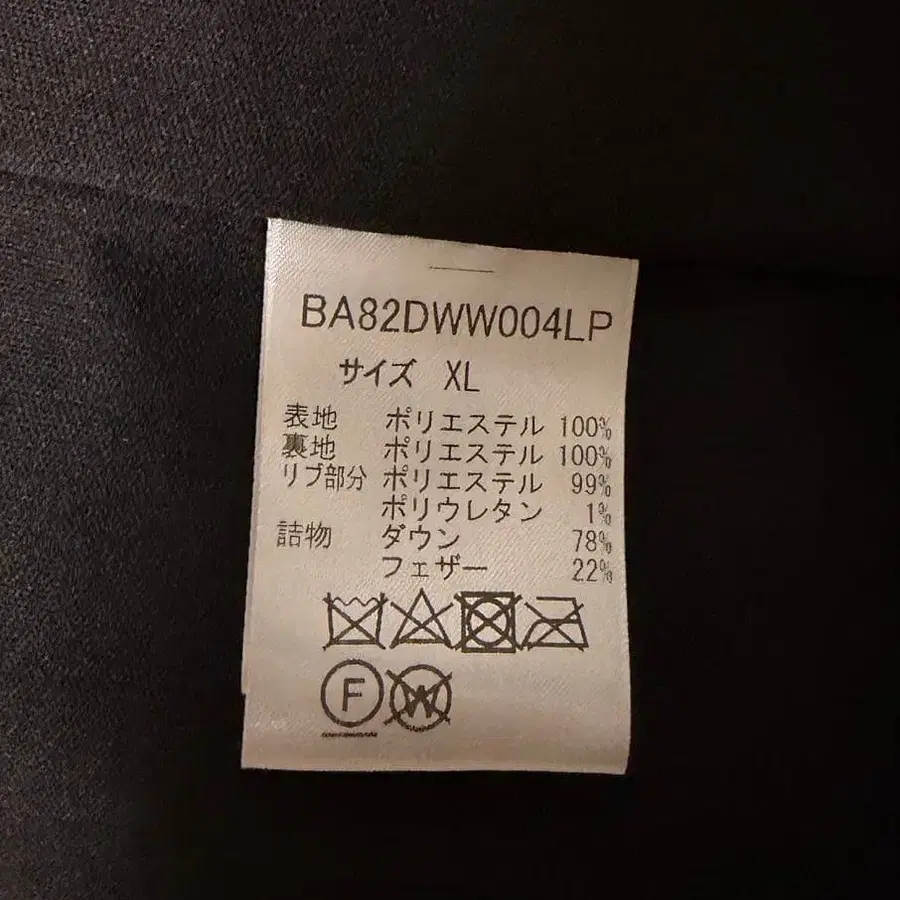 BA82DWW004LP
サイズ XL
表地 ポリエステル 100%
裏地 ポリエステル 100%
リブ部分 ポリエステル 99%
ポリウレタン 1%
詰物 ダウン 78%
フェザー 22%
F W